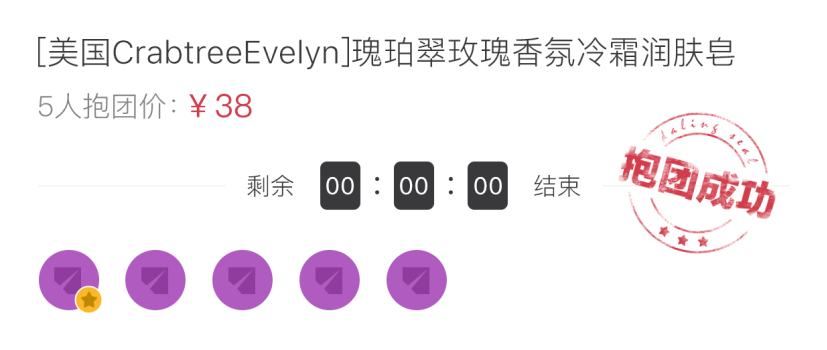 [美国CrabtreeEvelyn]瑰珀翠玫瑰香氛冷霜润肤皂
5人抱团价：¥ 38
daling seal
抱团成功
剩余 00 : 00 : 00 结束